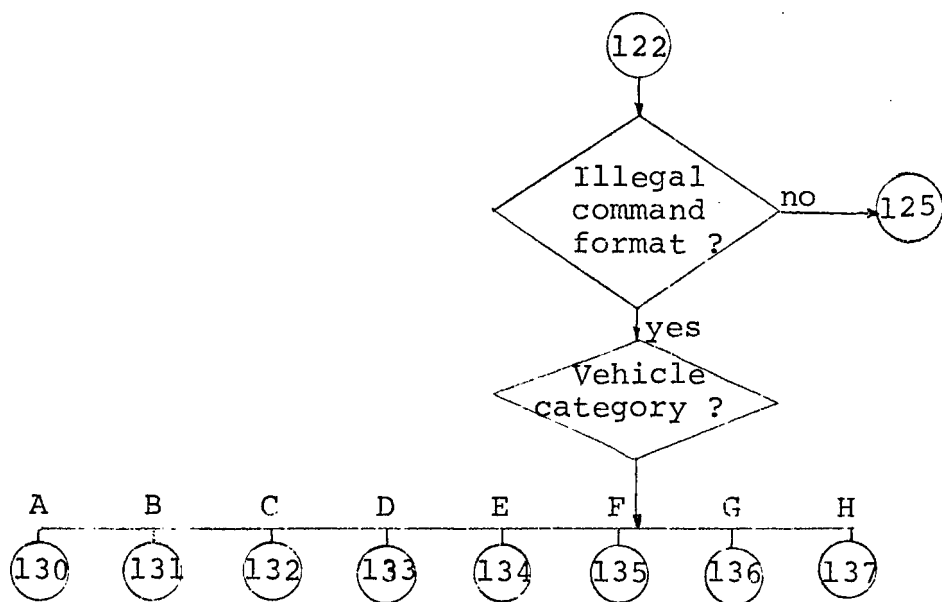 122
Illegal
command
format ?
no
125
yes
Vehicle
category ?
A B C D E F G H
130 131 132 133 134 135 136 137